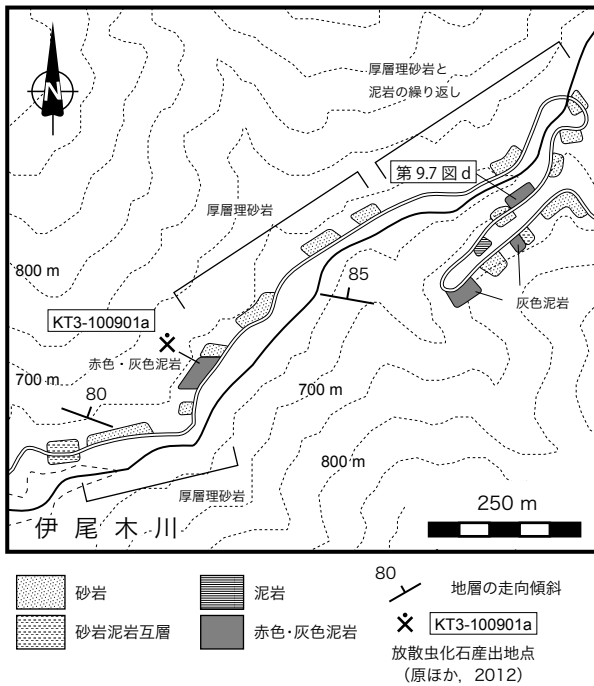 N
厚層理砂岩と
泥岩の繰り返し
第 9.7 図 d
厚層理砂岩
800 m
85
灰色泥岩
KT3-100901a
赤色・灰色泥岩
700 m
700 m
80
800 m
厚層理砂岩
250 m
伊尾木川
砂岩
泥岩
80
地層の走向傾斜
砂岩泥岩互層
赤色・灰色泥岩
KT3-100901a
放散虫化石産出地点
（原ほか，2012）